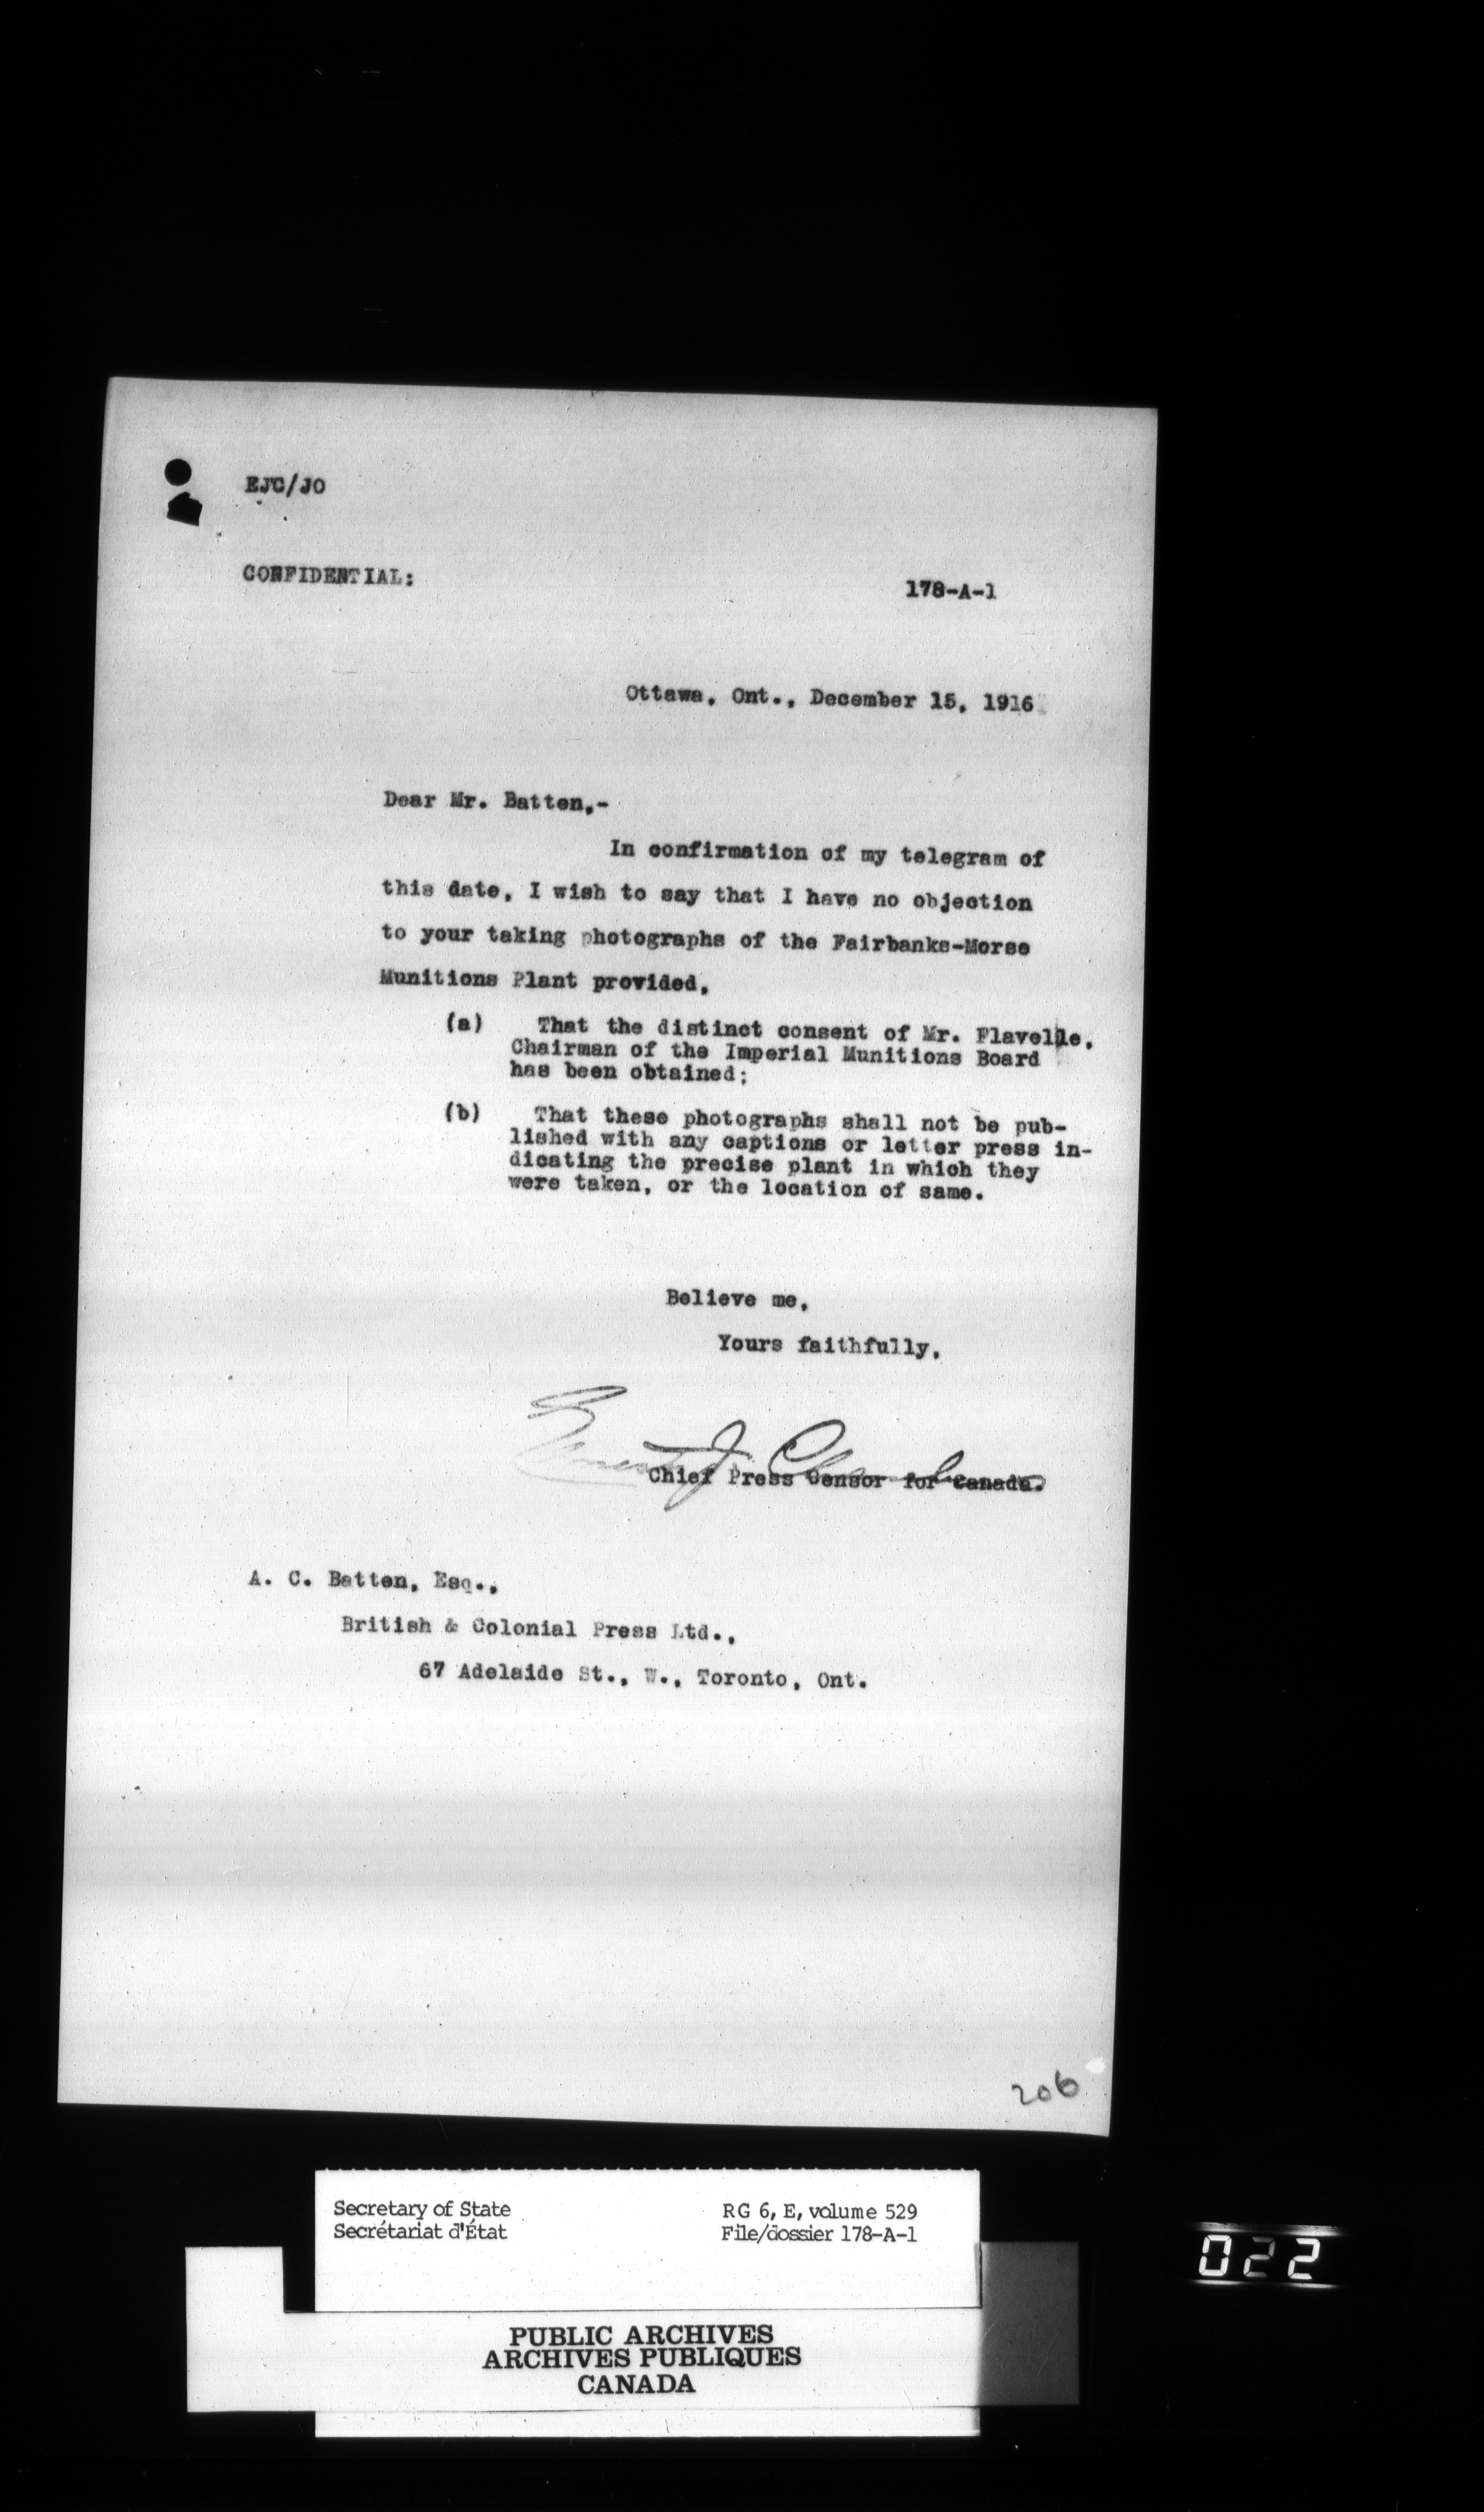 EJC/JO
CONFIDENTIAL:
178-A-1
Ottawa, Ont., December 15, 1916
Dear Mr. Batten,-
In confirmation of my telegram of
this date, I wish to say that I have no objection
to your taking photographs of the Fairbanks-Morse
Munitions Plant provided,
(a) That the distinct consent of Mr. Flavelle,
Chairman of the Imperial Munitions Board
has been obtained;
(b) That these photographs shall not be pub-
lished with any captions or letter press in-
dicating the precise plant in which they
were taken, or the location of same.
Believe me,
Yours faithfully,
Ernest J. Chambers
Chief Press Censor for Canada.
A. C. Batten, Esq.,
British & Colonial Press Ltd.,
67 Adelaide St., W., Toronto, Ont.
206
Secretary of State
Secrétariat d'État
RG 6, E, volume 529
File/dossier 178-A-1
022
PUBLIC ARCHIVES
ARCHIVES PUBLIQUES
CANADA